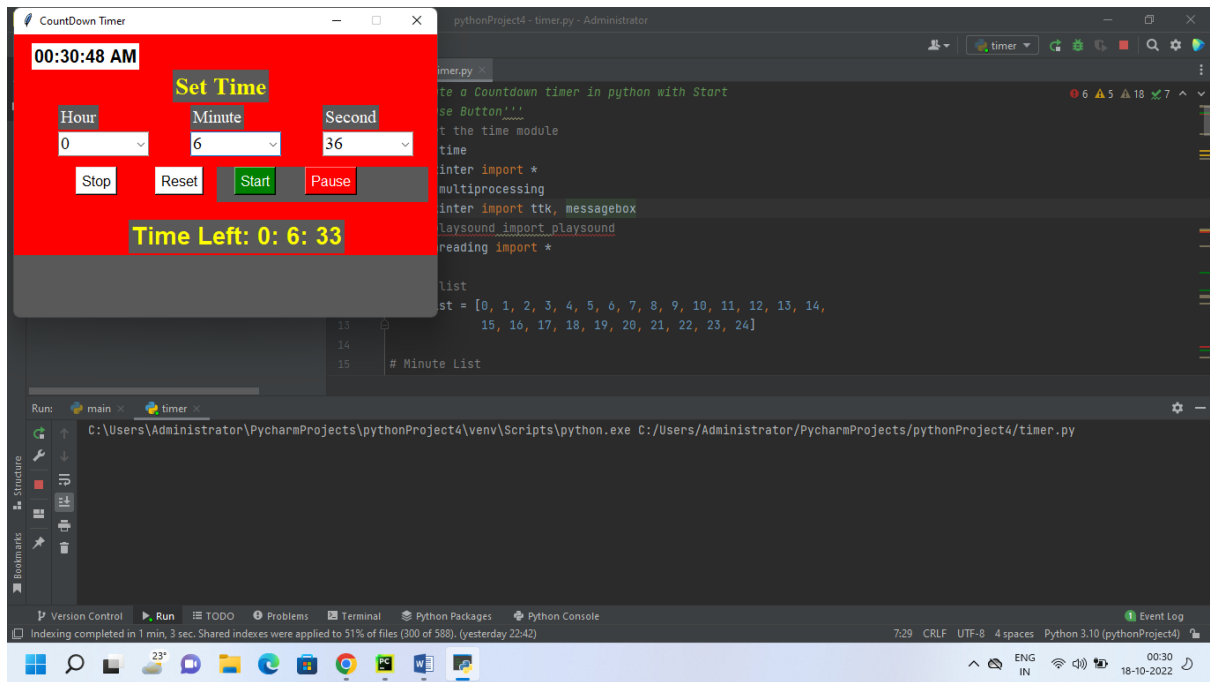 CountDown Timer
pythonProject4 - timer.py - Administrator
00:30:48 AM
Set Time
Hour Minute Second
0 6 36
Stop Reset Start Pause
Time Left: 0: 6: 33
timer
imer.py
te a Countdown timer in python with Start
se Button'''
t the time module
time
inter import *
multiprocessing
inter import ttk, messagebox
laysound import playsound
reading import *
list
st = [0, 1, 2, 3, 4, 5, 6, 7, 8, 9, 10, 11, 12, 13, 14,
13 15, 16, 17, 18, 19, 20, 21, 22, 23, 24]
14
15 # Minute List
6 5 18 7
Run: main timer
C:\Users\Administrator\PycharmProjects\pythonProject4\venv\Scripts\python.exe C:/Users/Administrator/PycharmProjects/pythonProject4/timer.py
Structure
Bookmarks
Version Control Run TODO Problems Terminal Python Packages Python Console 1 Event Log
Indexing completed in 1 min, 3 sec. Shared indexes were applied to 51% of files (300 of 588). (yesterday 22:42) 7:29 CRLF UTF-8 4 spaces Python 3.10 (pythonProject4)
23°
PC
W
ENG
IN
00:30
18-10-2022